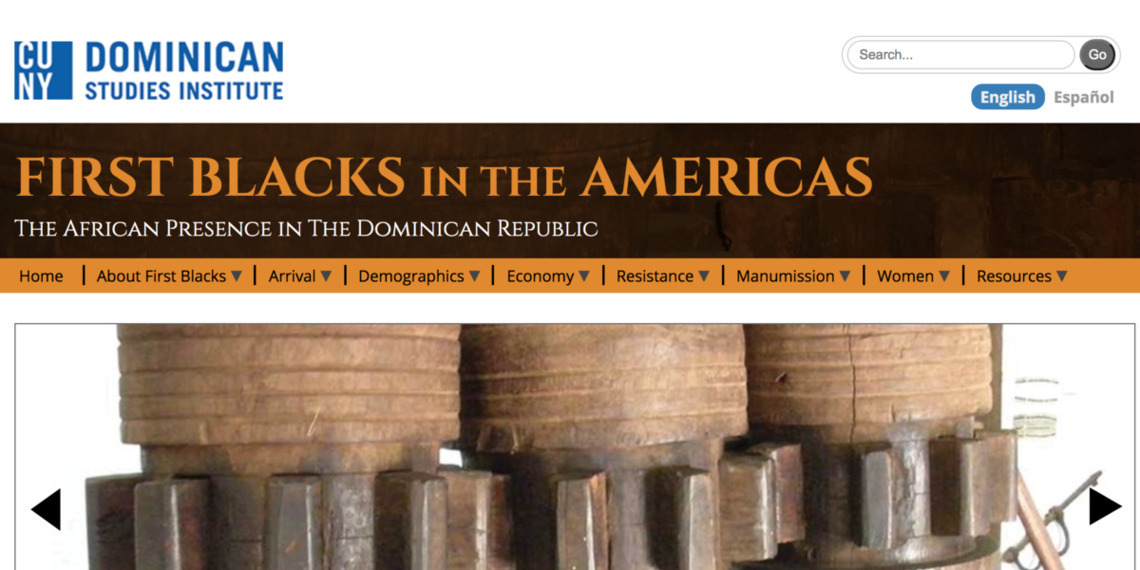 CU
NY
DOMINICAN
STUDIES INSTITUTE
Search...
Go
English Español
FIRST BLACKS IN THE AMERICAS
THE AFRICAN PRESENCE IN THE DOMINICAN REPUBLIC
Home | About First Blacks ▼ | Arrival ▼ | Demographics ▼ | Economy ▼ | Resistance ▼ | Manumission ▼ | Women ▼ | Resources ▼